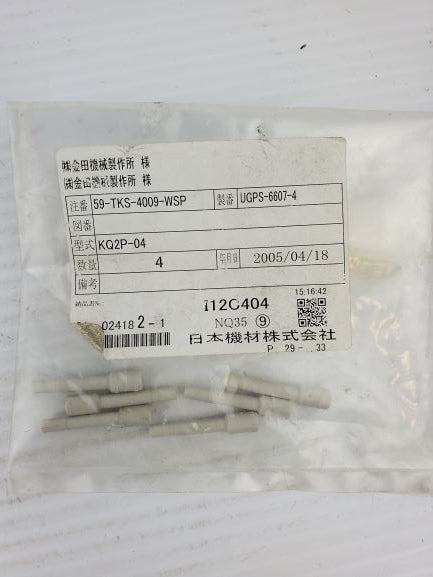 ㈱金田機械製作所 様
㈱金田機械製作所 様
注番 59-TKS-4009-WSP 製番 UGPS-6607-4
図番
型式 KQ2P-04
数量 4 年月日 2005/04/18
備考
15:16:42
I12C404
02418 2-1 NQ35 ⑨
日本機材株式会社
P. 29-..33